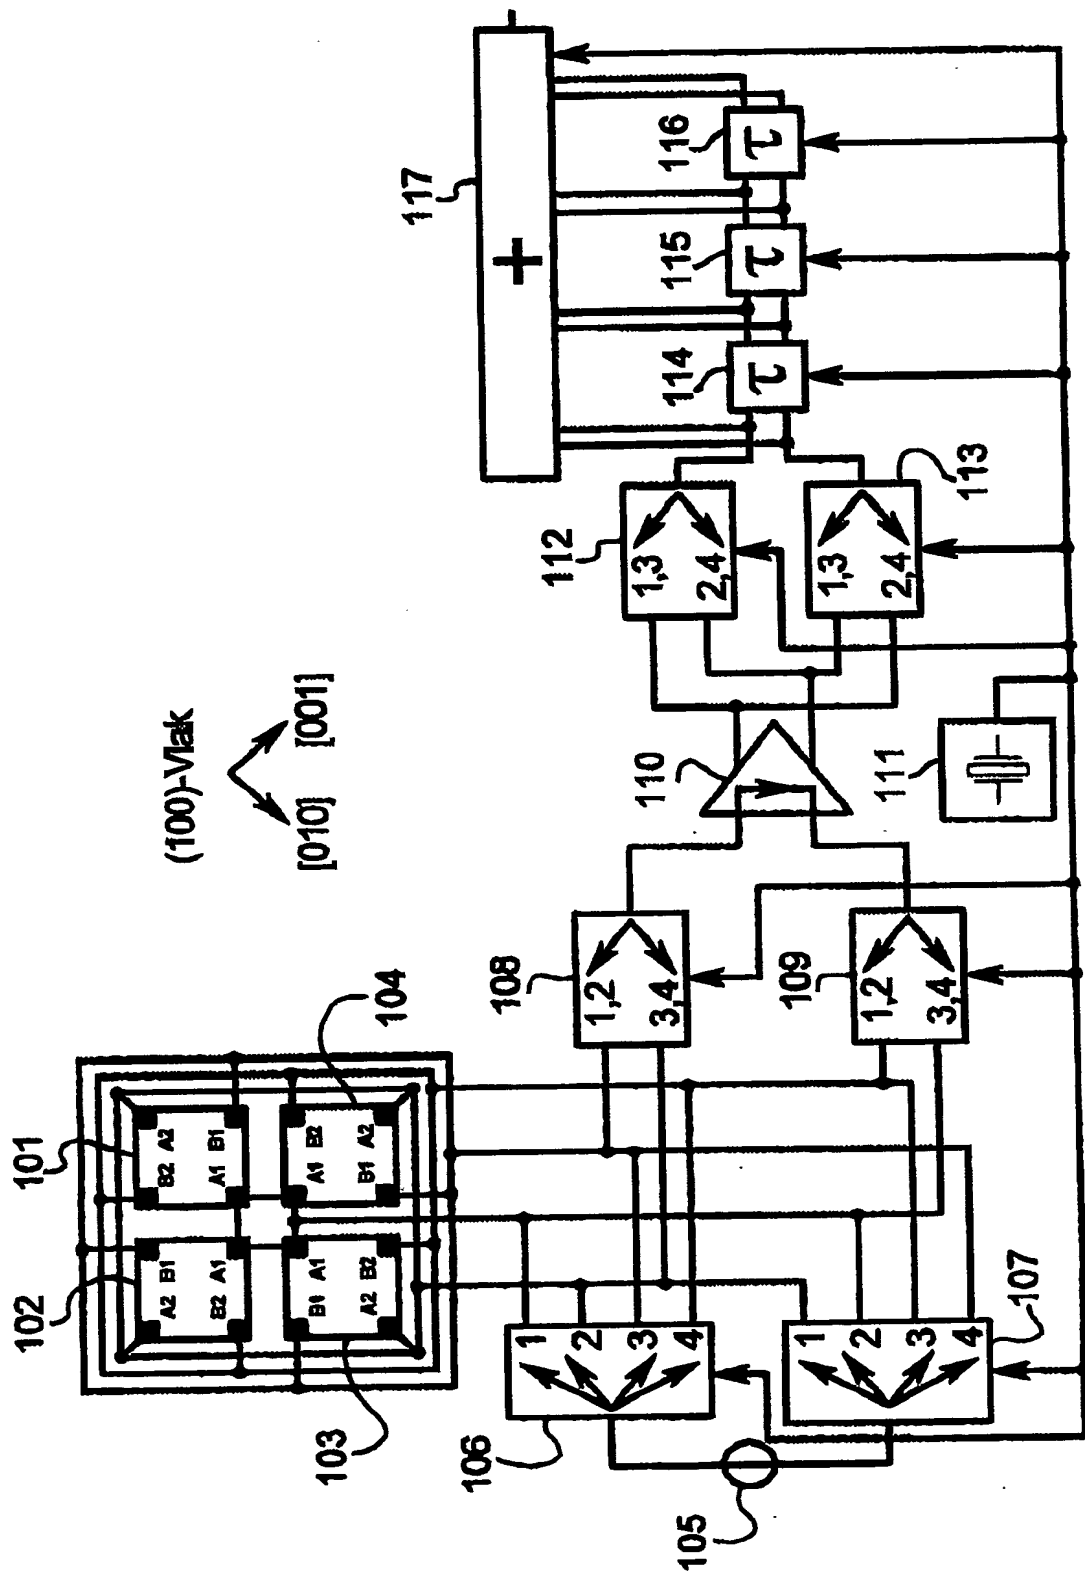 101
102
103
104
A2
B1
B2
A1
B2
A2
A1
B1
B1
A1
A2
B2
A1
B2
B1
A2
(100)-Vlak
[010]
[001]
105
106
1
2
3
4
107
1
2
3
4
108
1,2
3,4
109
1,2
3,4
110
111
112
1,3
2,4
113
1,3
2,4
114
τ
115
τ
116
τ
117
+